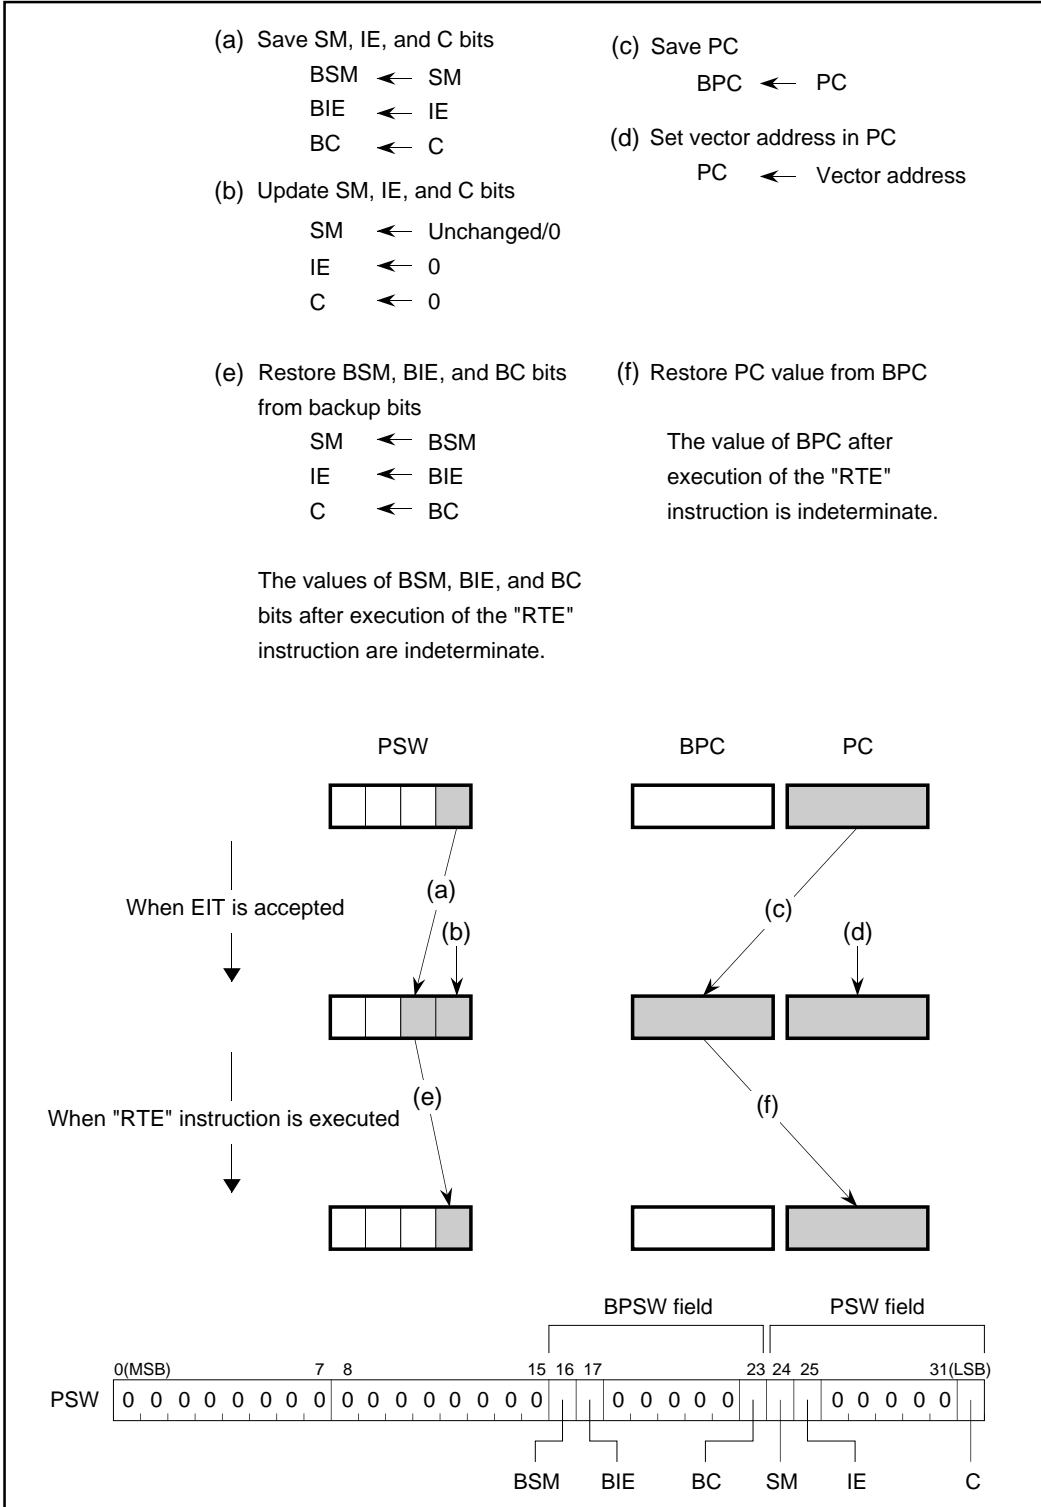 (a) Save SM, IE, and C bits
BSM ← SM
BIE ← IE
BC ← C
(b) Update SM, IE, and C bits
SM ← Unchanged/0
IE ← 0
C ← 0
(c) Save PC
BPC ← PC
(d) Set vector address in PC
PC ← Vector address
(e) Restore BSM, BIE, and BC bits
from backup bits
SM ← BSM
IE ← BIE
C ← BC
The values of BSM, BIE, and BC
bits after execution of the "RTE"
instruction are indeterminate.
(f) Restore PC value from BPC
The value of BPC after
execution of the "RTE"
instruction is indeterminate.
PSW BPC PC
When EIT is accepted
(a)
(b)
(c)
(d)
When "RTE" instruction is executed
(e)
(f)
BPSW field PSW field
0(MSB) 7 8 15 16 17 23 24 25 31(LSB)
PSW 0 0 0 0 0 0 0 0 0 0 0 0 0 0 0 0 0 0 0 0 0 0 0 0 0 0
BSM BIE BC SM IE C